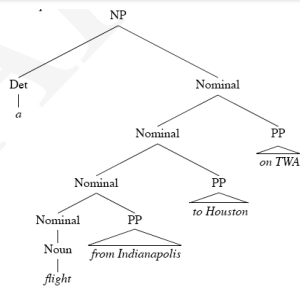 NP
Det Nominal
a Nominal PP
on TWA
Nominal PP
to Houston
Nominal PP
Noun from Indianapolis
flight